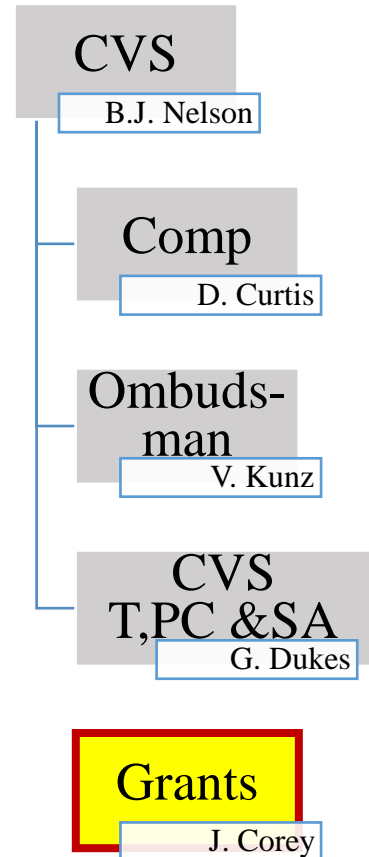 CVS
B.J. Nelson
Comp
D. Curtis
Ombuds-
man
V. Kunz
CVS
T,PC &SA
G. Dukes
Grants
J. Corey